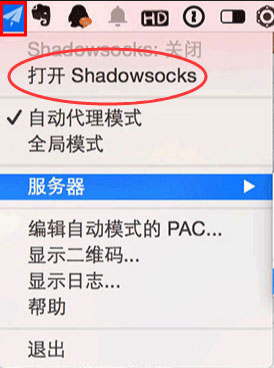 HD
Shadowsocks: 关闭
打开 Shadowsocks
自动代理模式
全局模式
服务器
编辑自动模式的 PAC...
显示二维码...
显示日志...
帮助
退出